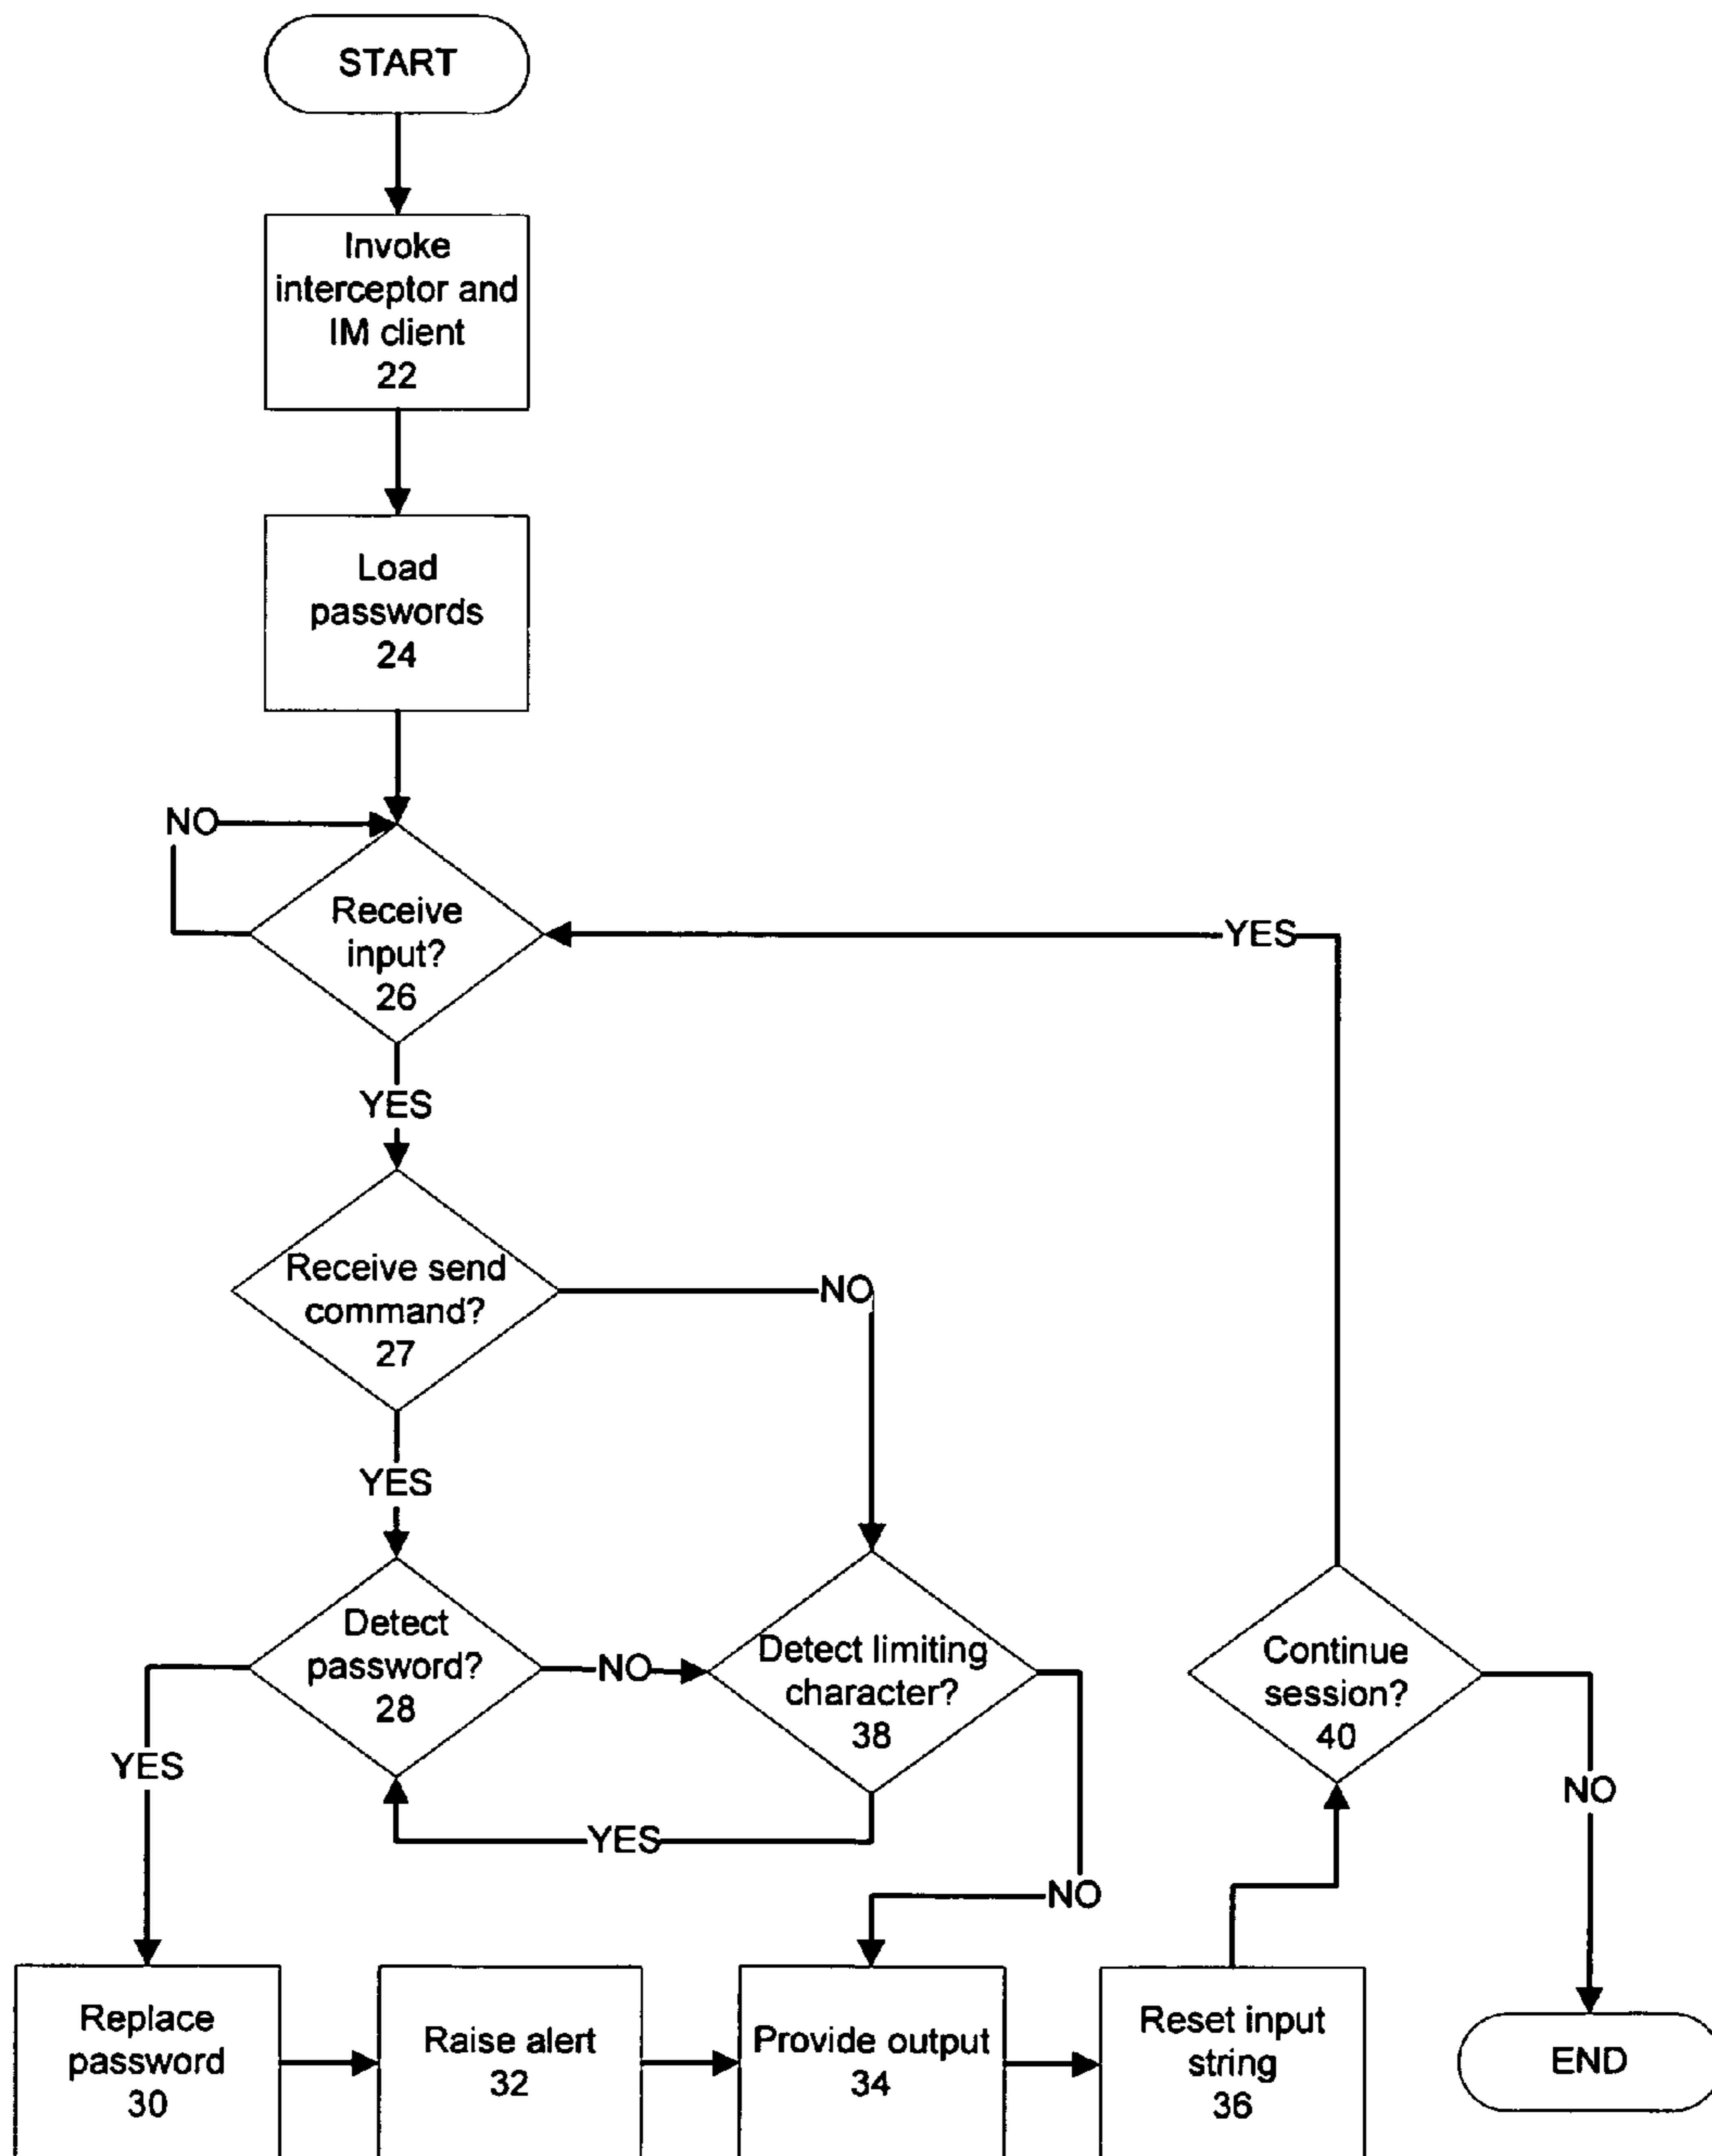 START
Invoke
interceptor and
IM client
22
Load
passwords
24
NO
Receive
input?
26
YES
YES
Receive send
command?
27
NO
YES
Detect
password?
28
NO
Detect limiting
character?
38
Continue
session?
40
YES
YES
NO
NO
Replace
password
30
Raise alert
32
Provide output
34
Reset input
string
36
END